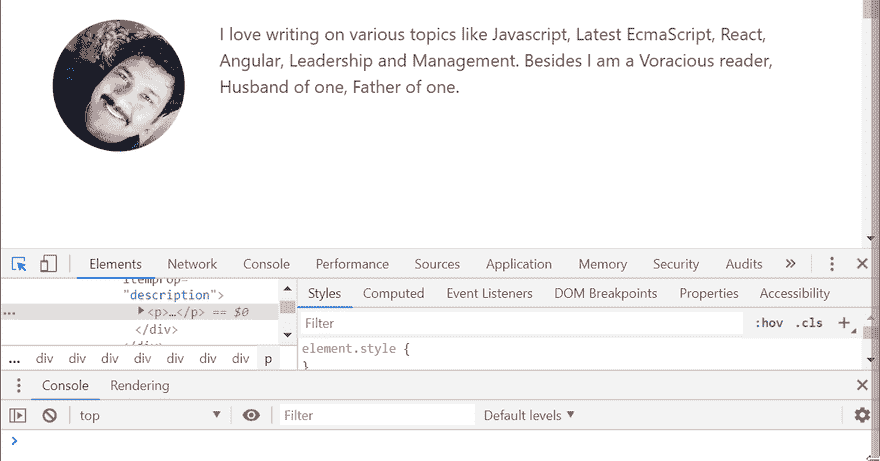 I love writing on various topics like Javascript, Latest EcmaScript, React,
Angular, Leadership and Management. Besides I am a Voracious reader,
Husband of one, Father of one.
Elements Network Console Performance Sources Application Memory Security Audits »
itemprop=
"description">
... ▶<p>…</p> == $0
</div>
</div>
... div div div div div div div p
Styles Computed Event Listeners DOM Breakpoints Properties Accessibility
Filter :hov .cls +
element.style {
}
Console Rendering
top ▼ Filter Default levels ▼
>